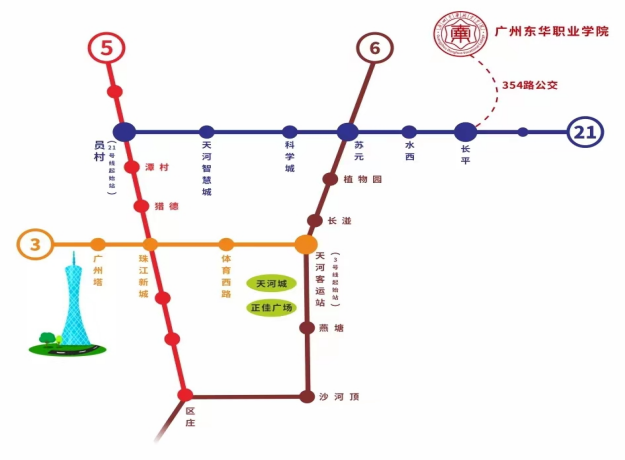 5
6
广州东华职业学院
354路公交
21
员村
(21号线起始站)
天河智慧城
科学城
苏元
水西
长平
潭村
猎德
植物园
长湴
3
广州塔
珠江新城
体育西路
天河客运站
(3号线起始站)
天河城
正佳广场
燕塘
沙河顶
区庄